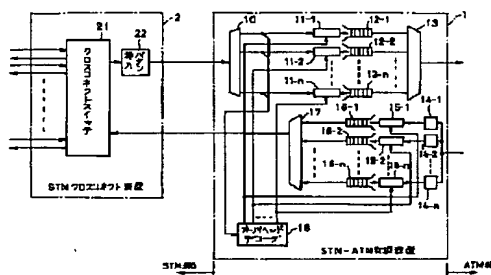 21
22
2
クロスコネクトスイッチ
挿入
パタン
STMクロスコネクト装置
10
11-1
12-1
13
1
11-2
12-2
11-n
12-n
17
16-1
15-1
14-1
16-2
15-2
14-2
16-n
15-n
14-n
オーバヘッド
デコーダ
18
STM-ATM変換装置
STM網
ATM網